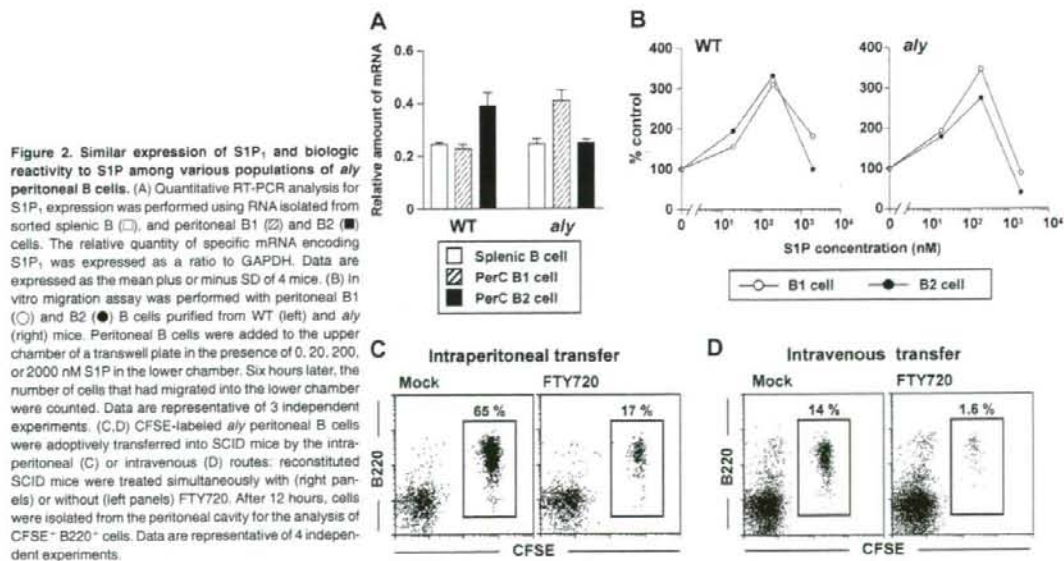 Figure 2. Similar expression of S1P₁ and biologic
reactivity to S1P among various populations of aly
peritoneal B cells. (A) Quantitative RT-PCR analysis for
S1P₁ expression was performed using RNA isolated from
sorted splenic B (□), and peritoneal B1 (▨) and B2 (■)
cells. The relative quantity of specific mRNA encoding
S1P₁ was expressed as a ratio to GAPDH. Data are
expressed as the mean plus or minus SD of 4 mice. (B) In
vitro migration assay was performed with peritoneal B1
(○) and B2 (●) B cells purified from WT (left) and aly
(right) mice. Peritoneal B cells were added to the upper
chamber of a transwell plate in the presence of 0, 20, 200,
or 2000 nM S1P in the lower chamber. Six hours later, the
number of cells that had migrated into the lower chamber
were counted. Data are representative of 3 independent
experiments. (C,D) CFSE-labeled aly peritoneal B cells
were adoptively transferred into SCID mice by the intra-
peritoneal (C) or intravenous (D) routes: reconstituted
SCID mice were treated simultaneously with (right pan-
els) or without (left panels) FTY720. After 12 hours, cells
were isolated from the peritoneal cavity for the analysis of
CFSE⁺ B220⁺ cells. Data are representative of 4 indepen-
dent experiments.
A
Relative amount of mRNA
0.6
0.4
0.2
0
WT
aly
Splenic B cell
PerC B1 cell
PerC B2 cell
B
WT
aly
% control
400
300
200
100
0
0 10¹ 10² 10³ 10⁴
400
300
200
100
0
0 10¹ 10² 10³ 10⁴
S1P concentration (nM)
B1 cell
B2 cell
C
Intraperitoneal transfer
Mock
FTY720
65 %
17 %
B220
CFSE
D
Intravenous transfer
Mock
FTY720
14 %
1.6 %
B220
CFSE